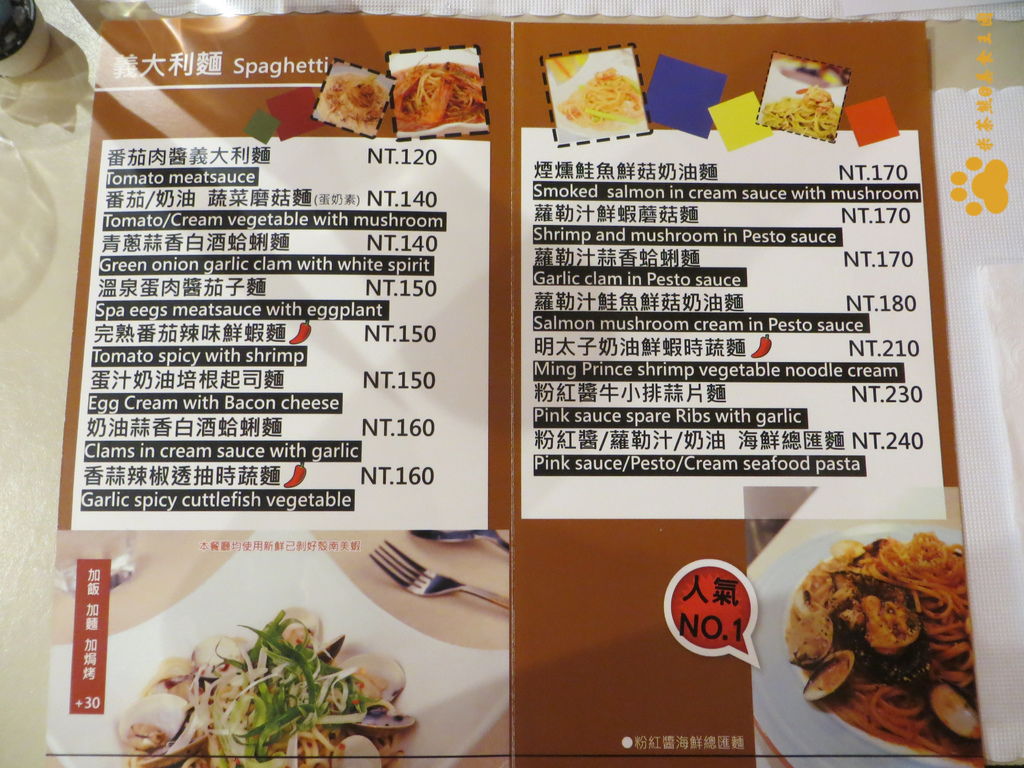 義大利麵 Spaghetti
番茄肉醬義大利麵 NT.120
Tomato meatsauce
番茄/奶油 蔬菜磨菇麵(蛋奶素) NT.140
Tomato/Cream vegetable with mushroom
青蔥蒜香白酒蛤蜊麵 NT.140
Green onion garlic clam with white spirit
溫泉蛋肉醬茄子麵 NT.150
Spa eegs meatsauce with eggplant
完熟番茄辣味鮮蝦麵 NT.150
Tomato spicy with shrimp
蛋汁奶油培根起司麵 NT.150
Egg Cream with Bacon cheese
奶油蒜香白酒蛤蜊麵 NT.160
Clams in cream sauce with garlic
香蒜辣椒透抽時蔬麵 NT.160
Garlic spicy cuttlefish vegetable
本餐廳均使用新鮮已剝好殼南美蝦
加飯 加麵 加焗烤 +30
煙燻鮭魚鮮菇奶油麵 NT.170
Smoked salmon in cream sauce with mushroom
蘿勒汁鮮蝦蘑菇麵 NT.170
Shrimp and mushroom in Pesto sauce
蘿勒汁蒜香蛤蜊麵 NT.170
Garlic clam in Pesto sauce
蘿勒汁鮭魚鮮菇奶油麵 NT.180
Salmon mushroom cream in Pesto sauce
明太子奶油鮮蝦時蔬麵 NT.210
Ming Prince shrimp vegetable noodle cream
粉紅醬牛小排蒜片麵 NT.230
Pink sauce spare Ribs with garlic
粉紅醬/蘿勒汁/奶油 海鮮總匯麵 NT.240
Pink sauce/Pesto/Cream seafood pasta
人氣
NO.1
●粉紅醬海鮮總匯麵